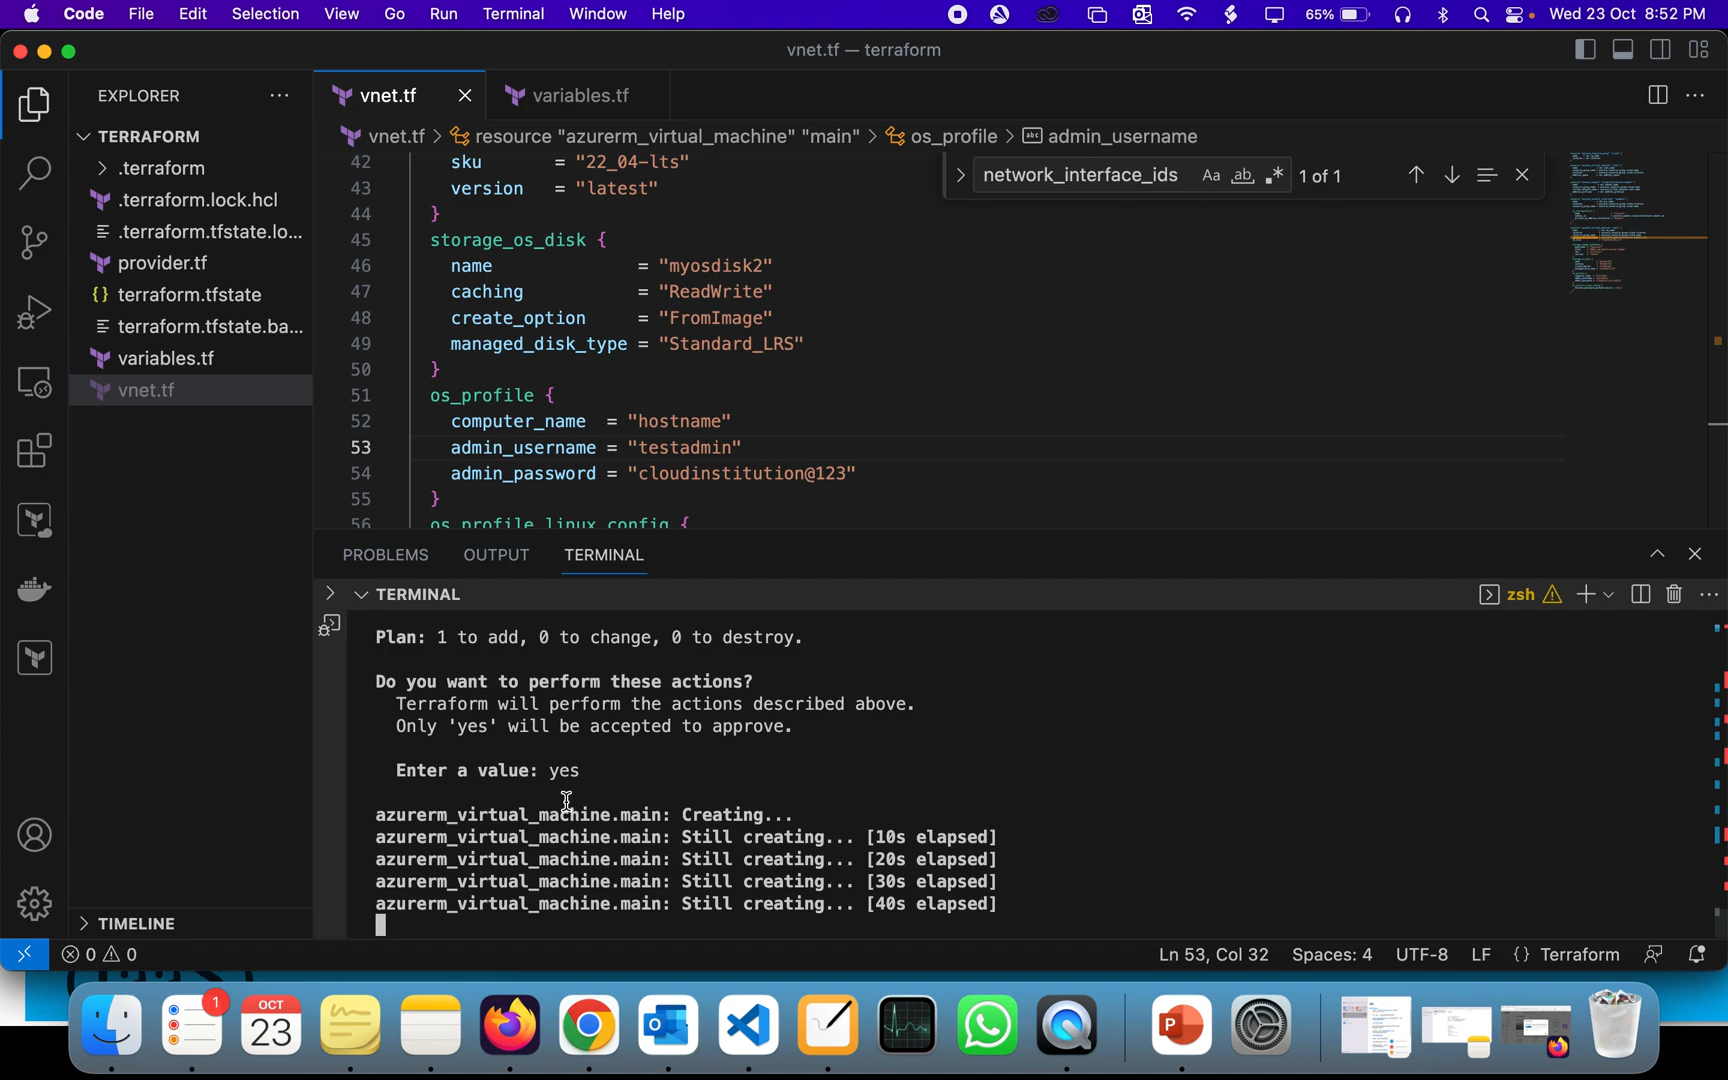 Code File Edit Selection View Go Run Terminal Window Help 65% Wed 23 Oct 8:52 PM
vnet.tf — terraform
EXPLORER ...
vnet.tf
variables.tf
TERRAFORM
.terraform
.terraform.lock.hcl
.terraform.tfstate.lo...
provider.tf
{} terraform.tfstate
terraform.tfstate.ba...
variables.tf
vnet.tf
TIMELINE
vnet.tf > resource "azurerm_virtual_machine" "main" > os_profile > admin_username
network_interface_ids Aa ab 1 of 1
42 sku = "22_04-lts"
43 version = "latest"
44 }
45 storage_os_disk {
46 name = "myosdisk2"
47 caching = "ReadWrite"
48 create_option = "FromImage"
49 managed_disk_type = "Standard_LRS"
50 }
51 os_profile {
52 computer_name = "hostname"
53 admin_username = "testadmin"
54 admin_password = "cloudinstitution@123"
55 }
56 os_profile_linux_config {
PROBLEMS OUTPUT TERMINAL
TERMINAL
zsh
Plan: 1 to add, 0 to change, 0 to destroy.
Do you want to perform these actions?
Terraform will perform the actions described above.
Only 'yes' will be accepted to approve.
Enter a value: yes
azurerm_virtual_machine.main: Creating...
azurerm_virtual_machine.main: Still creating... [10s elapsed]
azurerm_virtual_machine.main: Still creating... [20s elapsed]
azurerm_virtual_machine.main: Still creating... [30s elapsed]
azurerm_virtual_machine.main: Still creating... [40s elapsed]
0 0 Ln 53, Col 32 Spaces: 4 UTF-8 LF {} Terraform
1
OCT
23